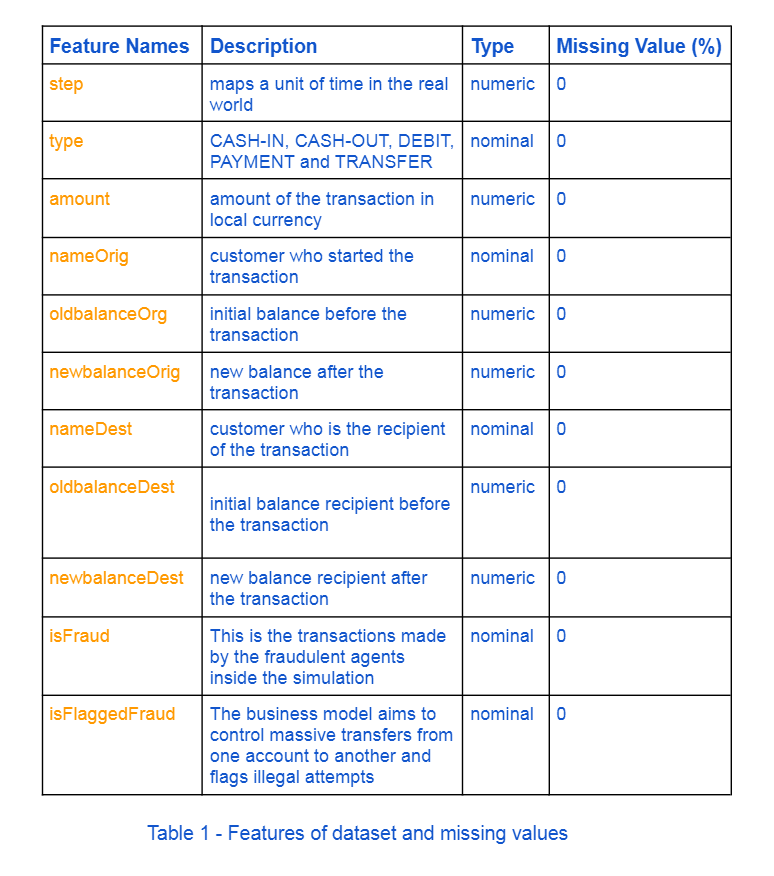 Feature Names Description Type Missing Value (%)
step maps a unit of time in the real numeric 0
world
type CASH-IN, CASH-OUT, DEBIT, nominal 0
PAYMENT and TRANSFER
amount amount of the transaction in numeric 0
local currency
nameOrig customer who started the nominal 0
transaction
oldbalanceOrg initial balance before the numeric 0
transaction
newbalanceOrig new balance after the numeric 0
transaction
nameDest customer who is the recipient nominal 0
of the transaction
oldbalanceDest numeric 0
initial balance recipient before
the transaction
newbalanceDest new balance recipient after numeric 0
the transaction
isFraud This is the transactions made nominal 0
by the fraudulent agents
inside the simulation
isFlaggedFraud The business model aims to nominal 0
control massive transfers from
one account to another and
flags illegal attempts
Table 1 - Features of dataset and missing values